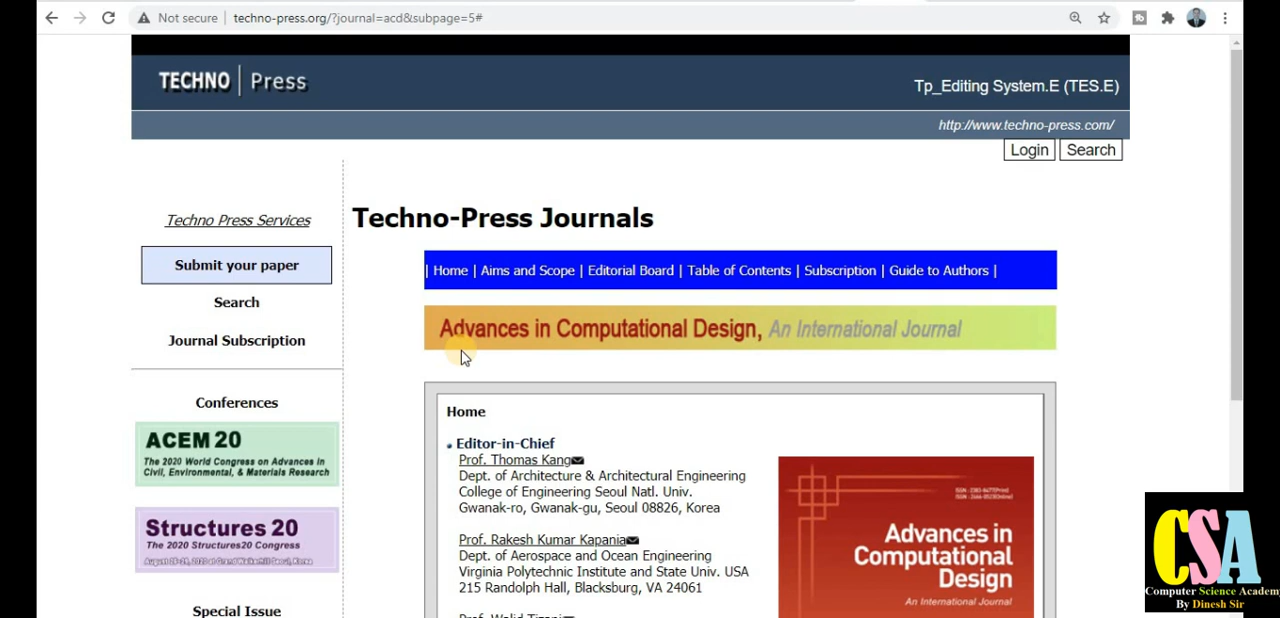 Not secure | techno-press.org/?journal=acd&subpage=5#
TECHNO | Press
Tp_Editing System.E (TES.E)
http://www.techno-press.com/
Login Search
Techno Press Services
Submit your paper
Search
Journal Subscription
Conferences
ACEM 20
The 2020 World Congress on Advances in
Civil, Environmental, & Materials Research
Structures 20
The 2020 Structures20 Congress
Special Issue
Techno-Press Journals
| Home | Aims and Scope | Editorial Board | Table of Contents | Subscription | Guide to Authors |
Advances in Computational Design, An International Journal
Home
Editor-in-Chief
Prof. Thomas Kang
Dept. of Architecture & Architectural Engineering
College of Engineering Seoul Natl. Univ.
Gwanak-ro, Gwanak-gu, Seoul 08826, Korea
Prof. Rakesh Kumar Kapania
Dept. of Aerospace and Ocean Engineering
Virginia Polytechnic Institute and State Univ. USA
215 Randolph Hall, Blacksburg, VA 24061
Advances in
Computational
Design
An International Journal
CSA
Computer Science Academy
By Dinesh Sir